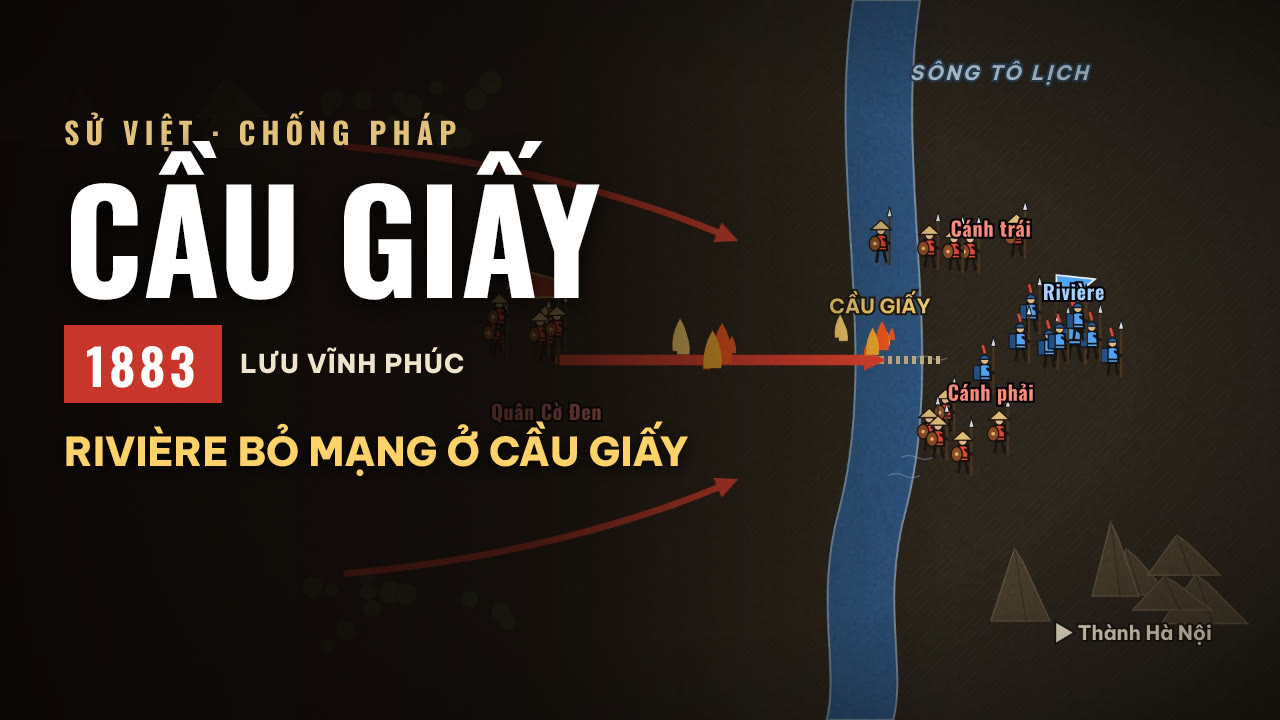 SỬ VIỆT · CHỐNG PHÁP
CẦU GIẤY
1883
LƯU VĨNH PHÚC
RIVIÈRE BỎ MẠNG Ở CẦU GIẤY
SÔNG TÔ LỊCH
Cánh trái
Rivière
CẦU GIẤY
Cánh phải
Quân Cờ Đen
Thành Hà Nội